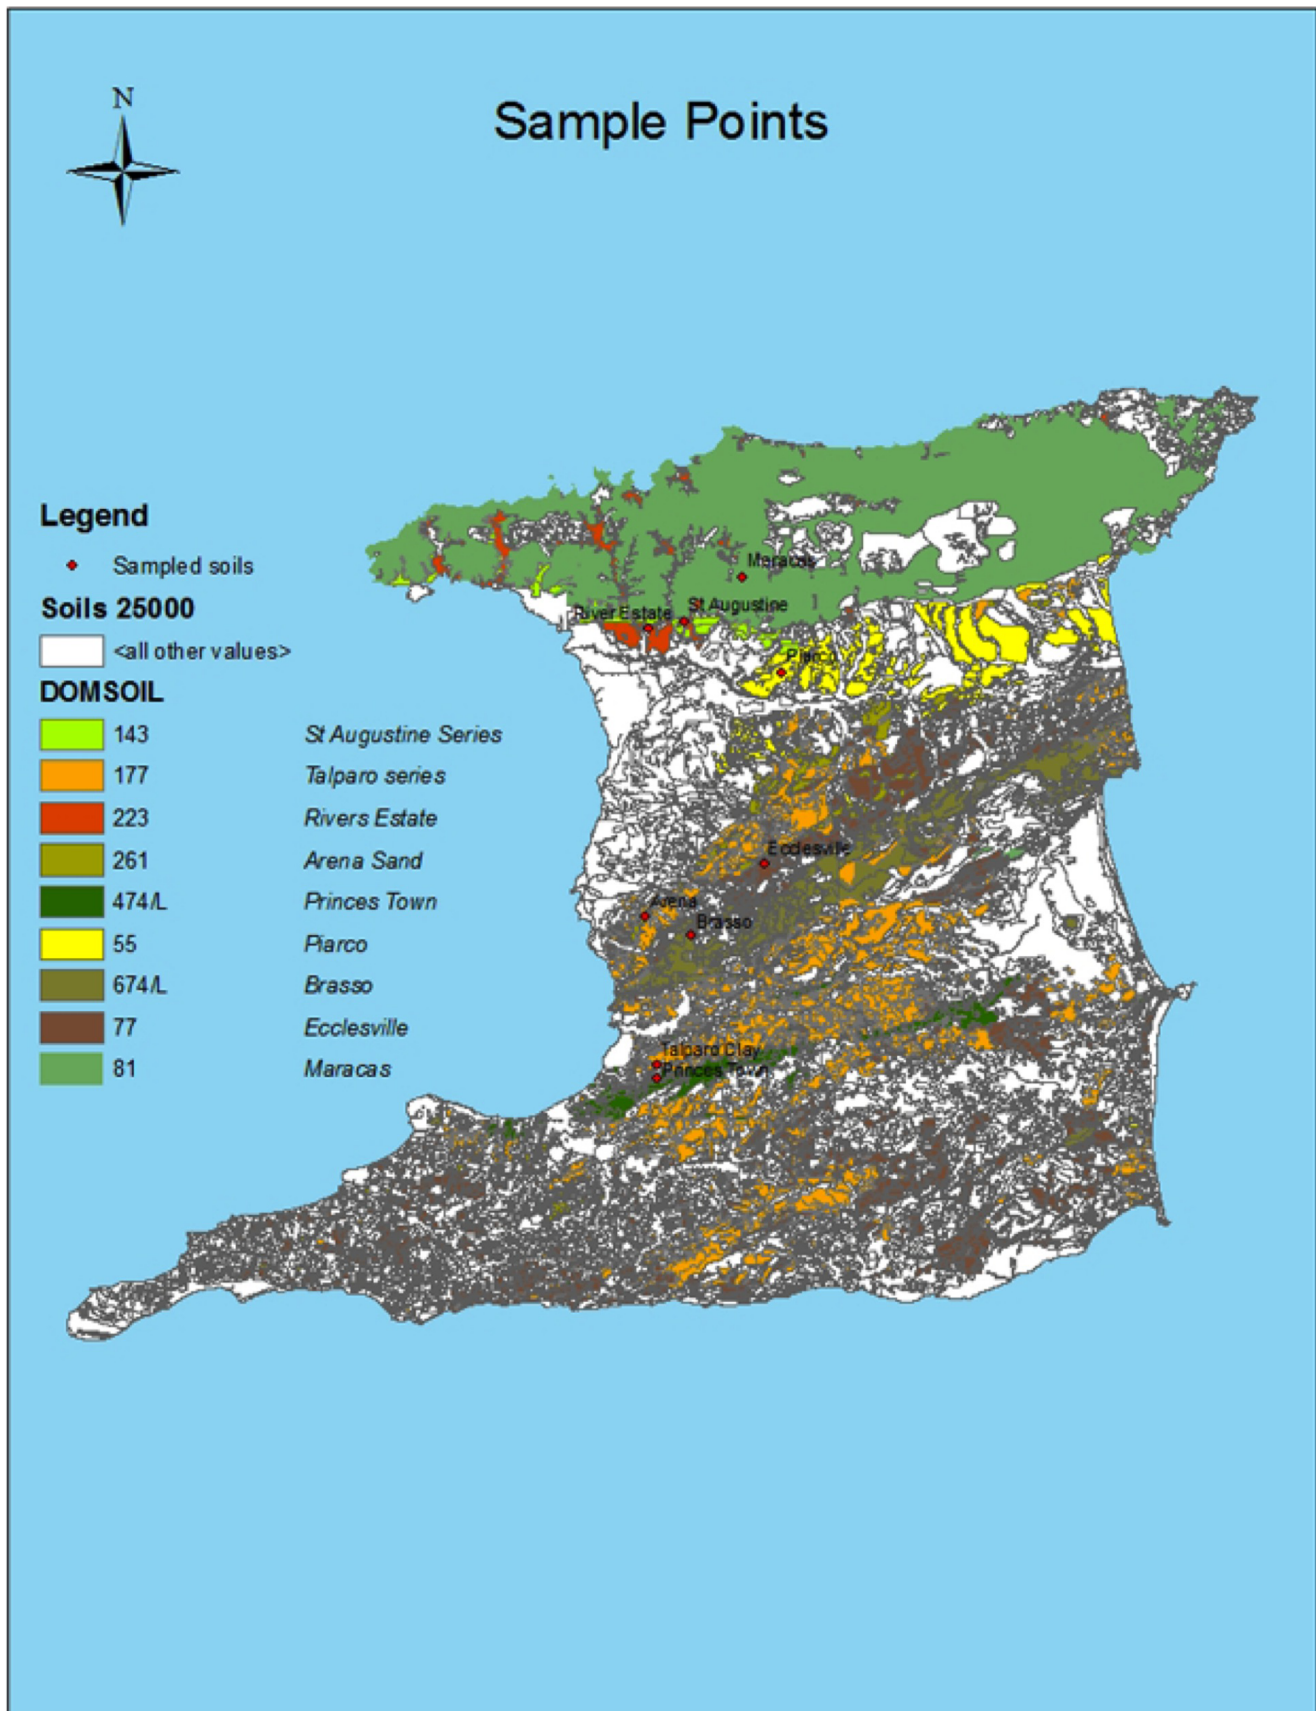 N
Sample Points
Legend
Sampled soils
Soils 25000
<all other values>
DOMSOIL
143 St Augustine Series
177 Talparo series
223 Rivers Estate
261 Arena Sand
474/L Princes Town
55 Piarco
674/L Brasso
77 Ecclesville
81 Maracas
Maracas
St Augustine
River Estate
Piarco
Ecclesville
Arena
Brasso
Talparo Clay
Princes Town